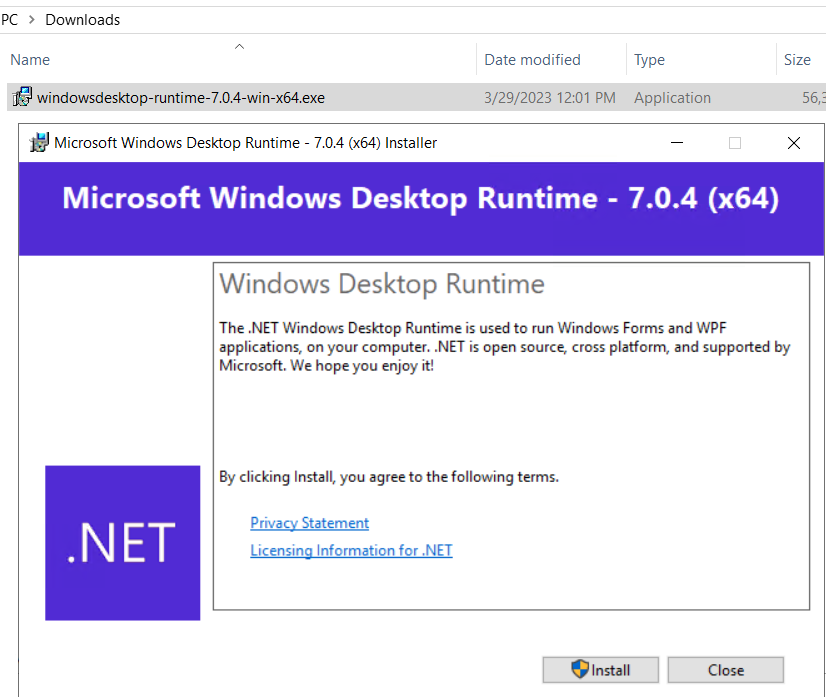 PC > Downloads
Name Date modified Type Size
windowsdesktop-runtime-7.0.4-win-x64.exe 3/29/2023 12:01 PM Application 56,3
Microsoft Windows Desktop Runtime - 7.0.4 (x64) Installer
Microsoft Windows Desktop Runtime - 7.0.4 (x64)
Windows Desktop Runtime
The .NET Windows Desktop Runtime is used to run Windows Forms and WPF
applications, on your computer. .NET is open source, cross platform, and supported by
Microsoft. We hope you enjoy it!
By clicking Install, you agree to the following terms.
Privacy Statement
Licensing Information for .NET
.NET
Install Close